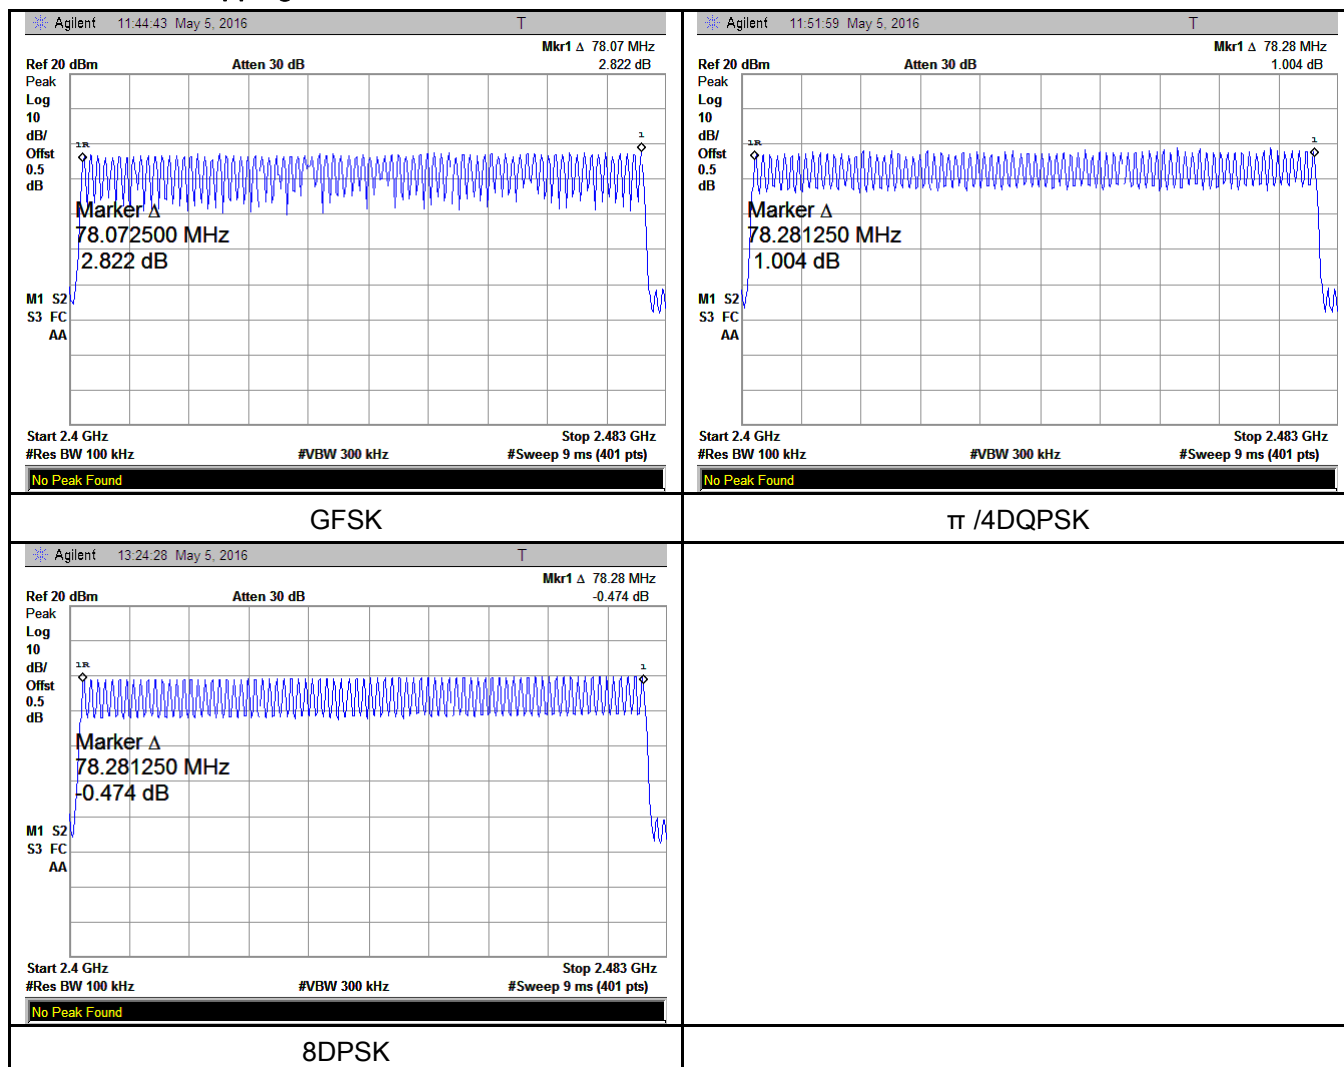 Agilent 11:44:43 May 5, 2016 T
Mkr1 Δ 78.07 MHz
Ref 20 dBm Atten 30 dB 2.822 dB
Peak
Log
10
dB/
Offst
0.5
dB
1R
1
Marker Δ
78.072500 MHz
2.822 dB
M1 S2
S3 FC
AA
Start 2.4 GHz Stop 2.483 GHz
#Res BW 100 kHz #VBW 300 kHz #Sweep 9 ms (401 pts)
No Peak Found
GFSK
Agilent 11:51:59 May 5, 2016 T
Mkr1 Δ 78.28 MHz
Ref 20 dBm Atten 30 dB 1.004 dB
Peak
Log
10
dB/
Offst
0.5
dB
1R
1
Marker Δ
78.281250 MHz
1.004 dB
M1 S2
S3 FC
AA
Start 2.4 GHz Stop 2.483 GHz
#Res BW 100 kHz #VBW 300 kHz #Sweep 9 ms (401 pts)
No Peak Found
π /4DQPSK
Agilent 13:24:28 May 5, 2016 T
Mkr1 Δ 78.28 MHz
Ref 20 dBm Atten 30 dB -0.474 dB
Peak
Log
10
dB/
Offst
0.5
dB
1R
1
Marker Δ
78.281250 MHz
-0.474 dB
M1 S2
S3 FC
AA
Start 2.4 GHz Stop 2.483 GHz
#Res BW 100 kHz #VBW 300 kHz #Sweep 9 ms (401 pts)
No Peak Found
8DPSK